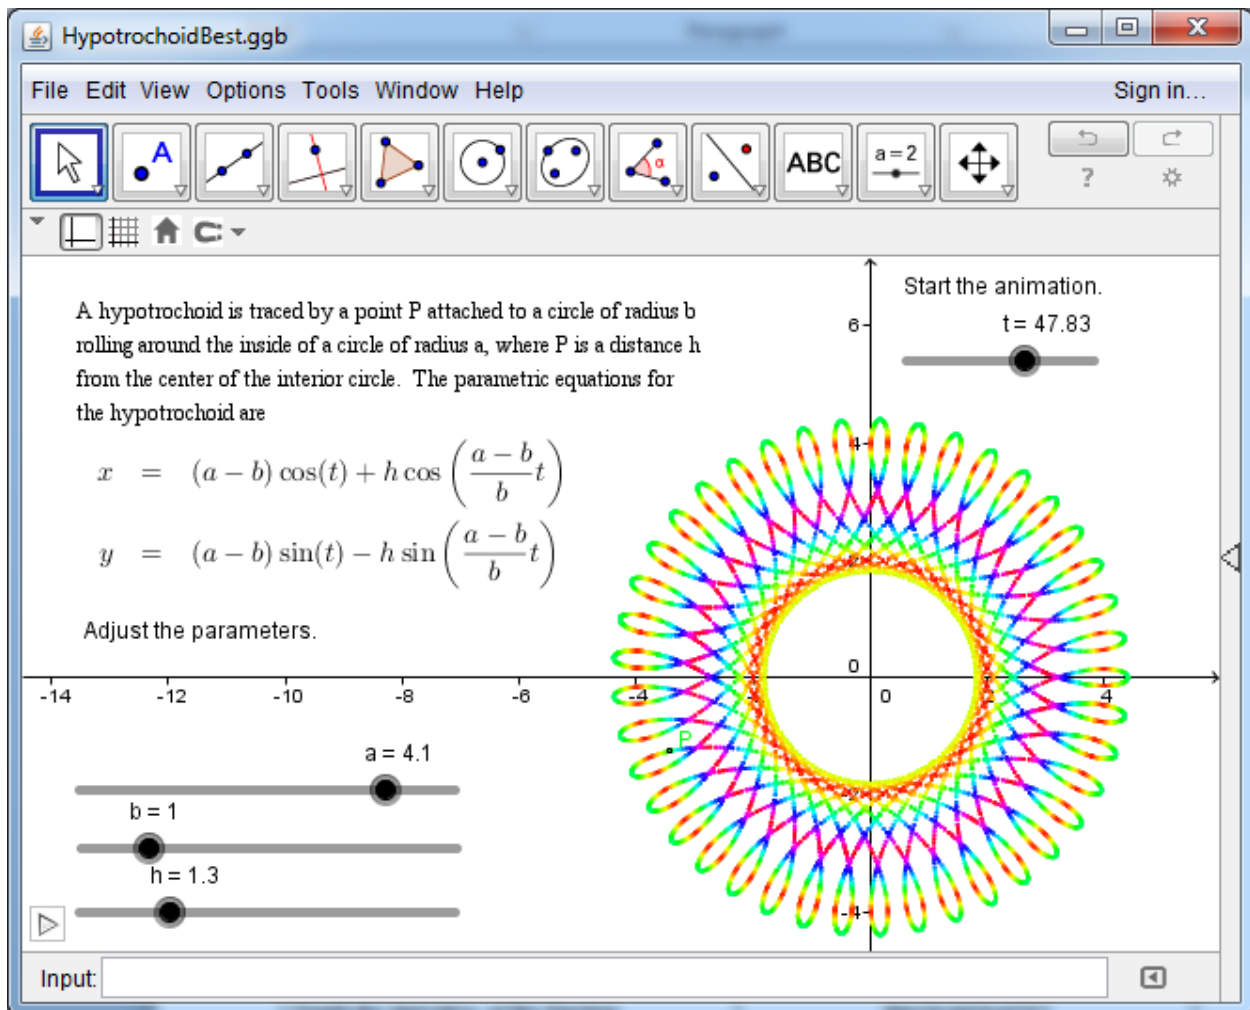 HypotrochoidBest.ggb
File Edit View Options Tools Window Help Sign in...
A ABC a = 2
α
Start the animation.
t = 47.83
A hypotrochoid is traced by a point P attached to a circle of radius b
rolling around the inside of a circle of radius a, where P is a distance h
from the center of the interior circle. The parametric equations for
the hypotrochoid are
x = (a − b) cos(t) + h cos((a − b)/b t)
y = (a − b) sin(t) − h sin((a − b)/b t)
Adjust the parameters.
6
4
2
0
-14 -12 -10 -8 -6 -4 0 2 4
P
-2
-4
a = 4.1
b = 1
h = 1.3
Input:
?